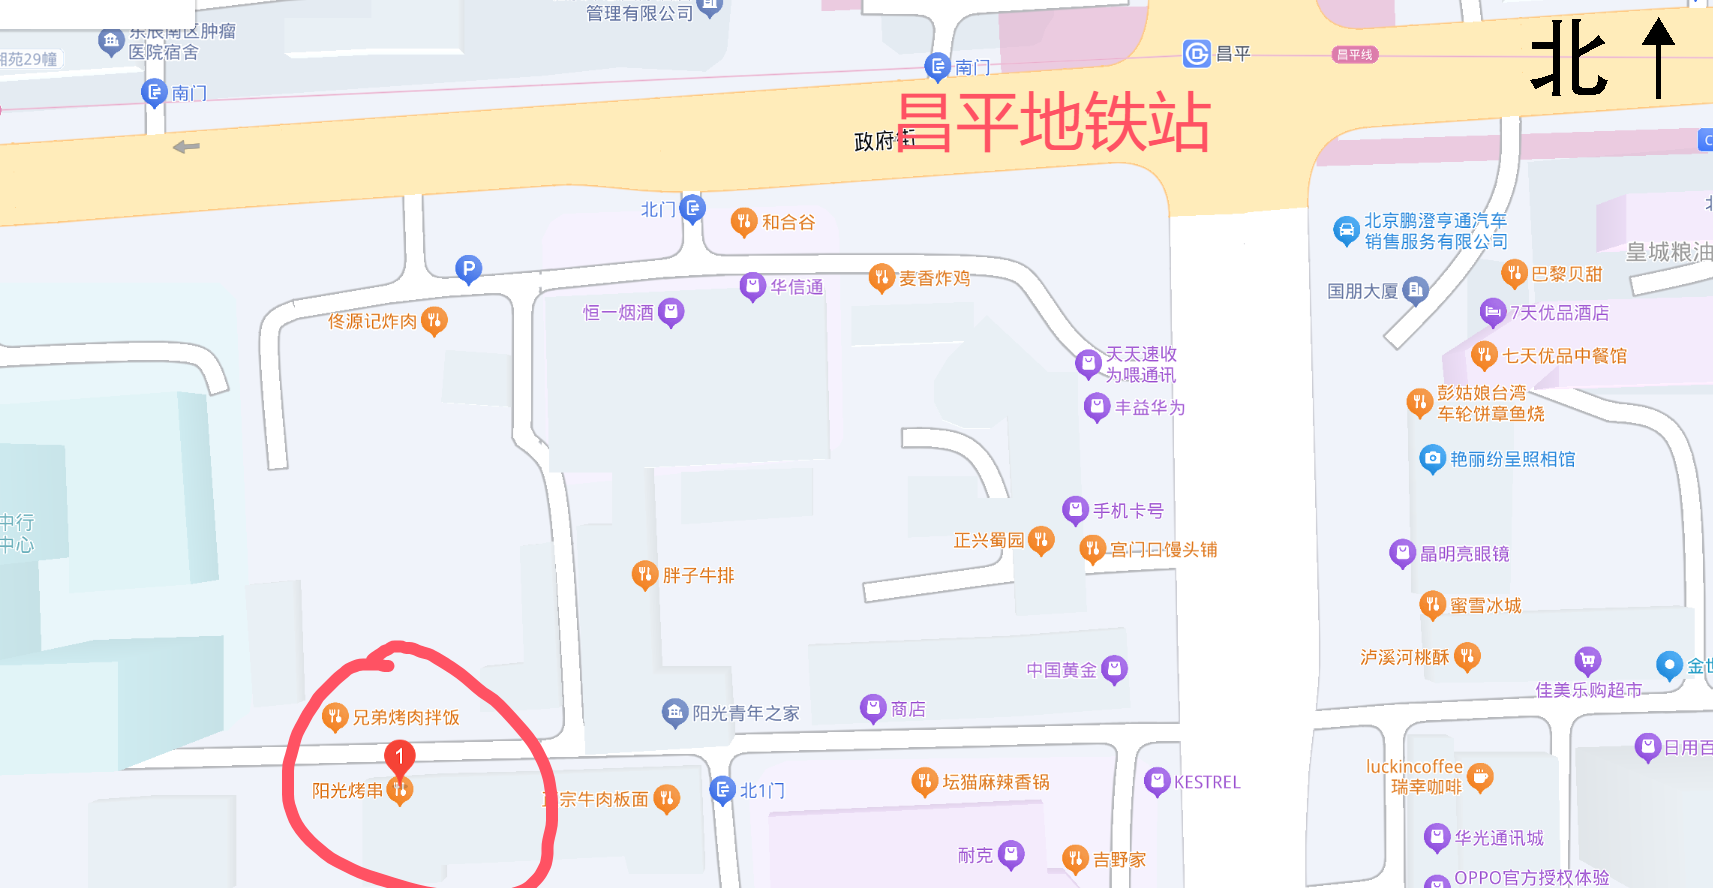 管理有限公司
东辰南区肿瘤
医院宿舍
苑29幢
南门
南门
昌平
昌平线
北
昌平地铁站
政府街
北门
和合谷
北京鹏澄亨通汽车
销售服务有限公司
皇城粮油
P
华信通
麦香炸鸡
恒一烟酒
佟源记炸肉
国朋大厦
巴黎贝甜
7天优品酒店
天天速收
为喂通讯
七天优品中餐馆
丰益华为
彭姑娘台湾
车轮饼章鱼烧
艳丽纷呈照相馆
中行
中心
手机卡号
正兴蜀园
宫门口馒头铺
晶明亮眼镜
胖子牛排
蜜雪冰城
中国黄金
泸溪河桃酥
佳美乐购超市
金世
兄弟烤肉拌饭
阳光青年之家
商店
1
日用百
阳光烤串
正宗牛肉板面
北1门
坛猫麻辣香锅
KESTREL
luckincoffee
瑞幸咖啡
华光通讯城
耐克
吉野家
OPPO官方授权体验